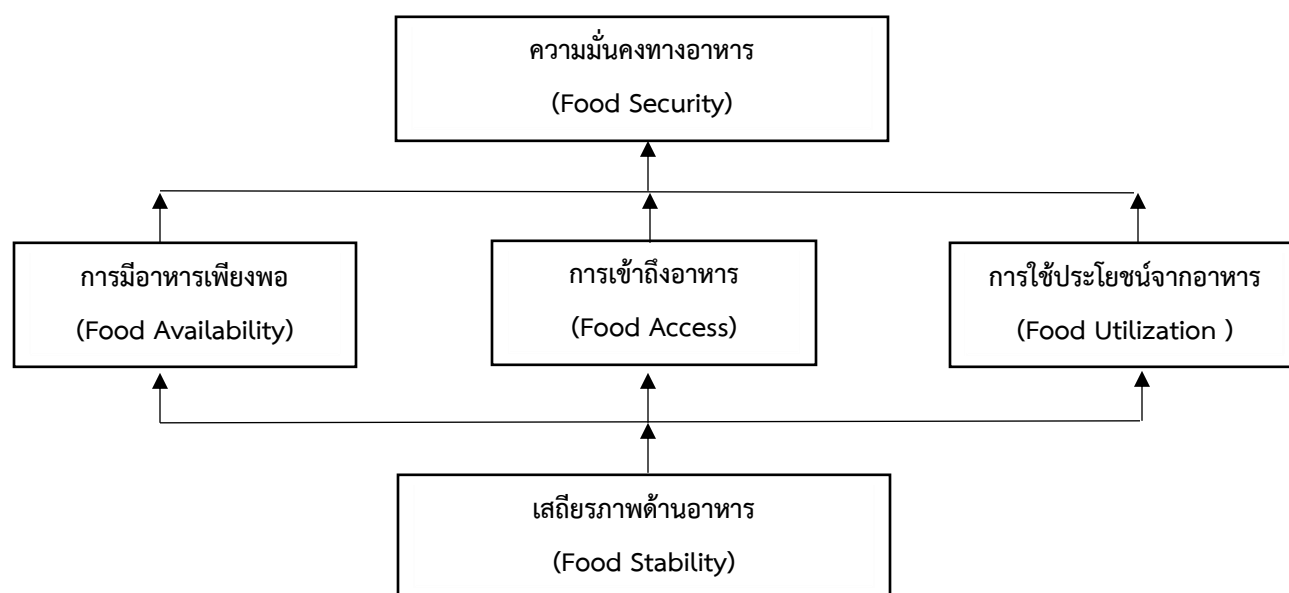 ความมั่นคงทางอาหาร
(Food Security)
การมีอาหารเพียงพอ
(Food Availability)
การเข้าถึงอาหาร
(Food Access)
การใช้ประโยชน์จากอาหาร
(Food Utilization )
เสถียรภาพด้านอาหาร
(Food Stability)